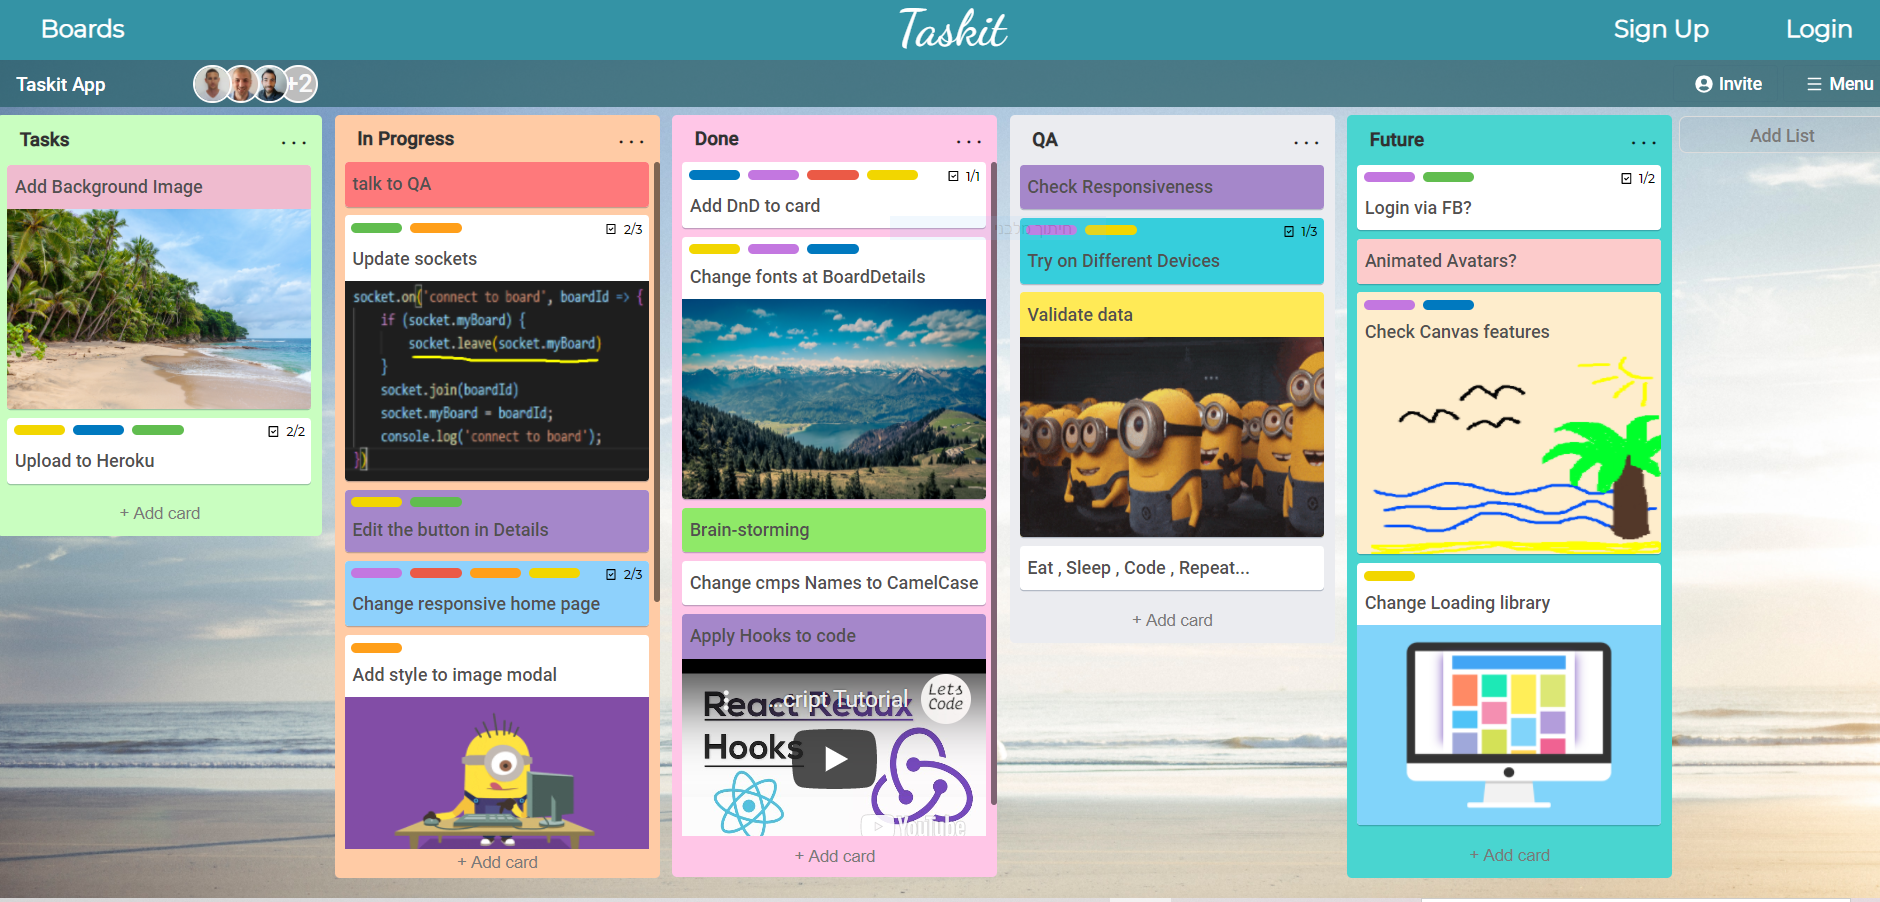 Boards
Taskit
Sign Up
Login
Taskit App
+2
Invite
Menu
Tasks
...
Add Background Image
2/2
Upload to Heroku
+ Add card
In Progress
...
talk to QA
2/3
Update sockets
socket.on('connect to board', boardId => {
if (socket.myBoard) {
socket.leave(socket.myBoard)
}
socket.join(boardId)
socket.myBoard = boardId;
console.log('connect to board');
})
Edit the button in Details
2/3
Change responsive home page
Add style to image modal
+ Add card
Done
...
1/1
Add DnD to card
Change fonts at BoardDetails
Brain-storming
Change cmps Names to CamelCase
Apply Hooks to code
...cript Tutorial
Lets
Code
React Redux
Hooks
YouTube
+ Add card
QA
...
Check Responsiveness
חיתוך מלבני
1/3
Try on Different Devices
Validate data
Eat , Sleep , Code , Repeat...
+ Add card
Future
...
1/2
Login via FB?
Animated Avatars?
Check Canvas features
Change Loading library
+ Add card
Add List